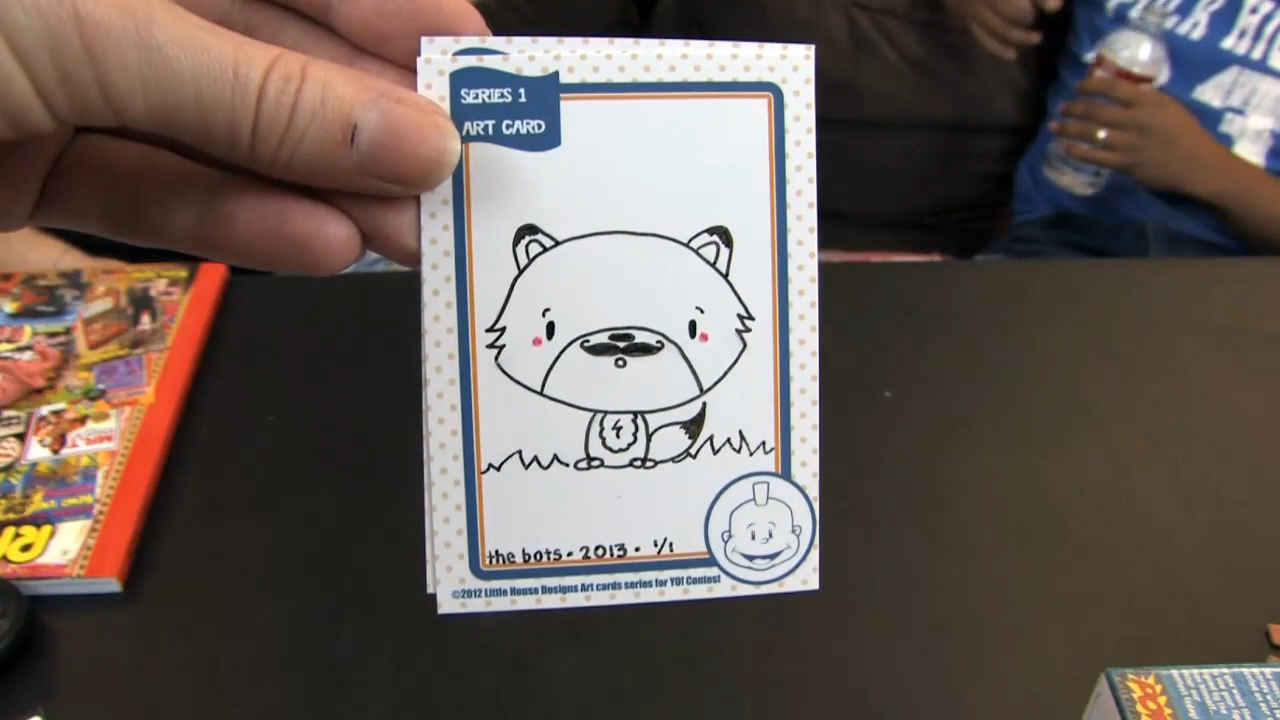 SERIES 1
ART CARD
the bots · 2013 · 1/1
©2012 Little House Designs Art cards series for YO! Contest